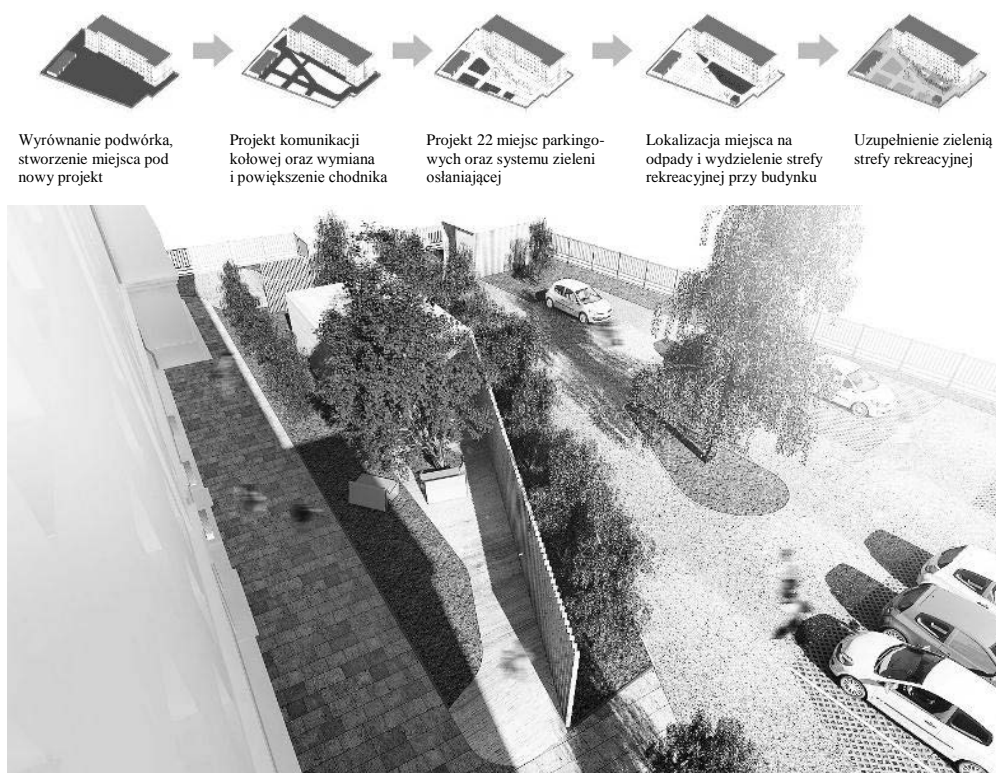 Wyrównanie podwórka,
stworzenie miejsca pod
nowy projekt
Projekt komunikacji
kołowej oraz wymiana
i powiększenie chodnika
Projekt 22 miejsc parkingo-
wych oraz systemu zieleni
osłaniającej
Lokalizacja miejsca na
odpady i wydzielenie strefy
rekreacyjnej przy budynku
Uzupełnienie zielenią
strefy rekreacyjnej